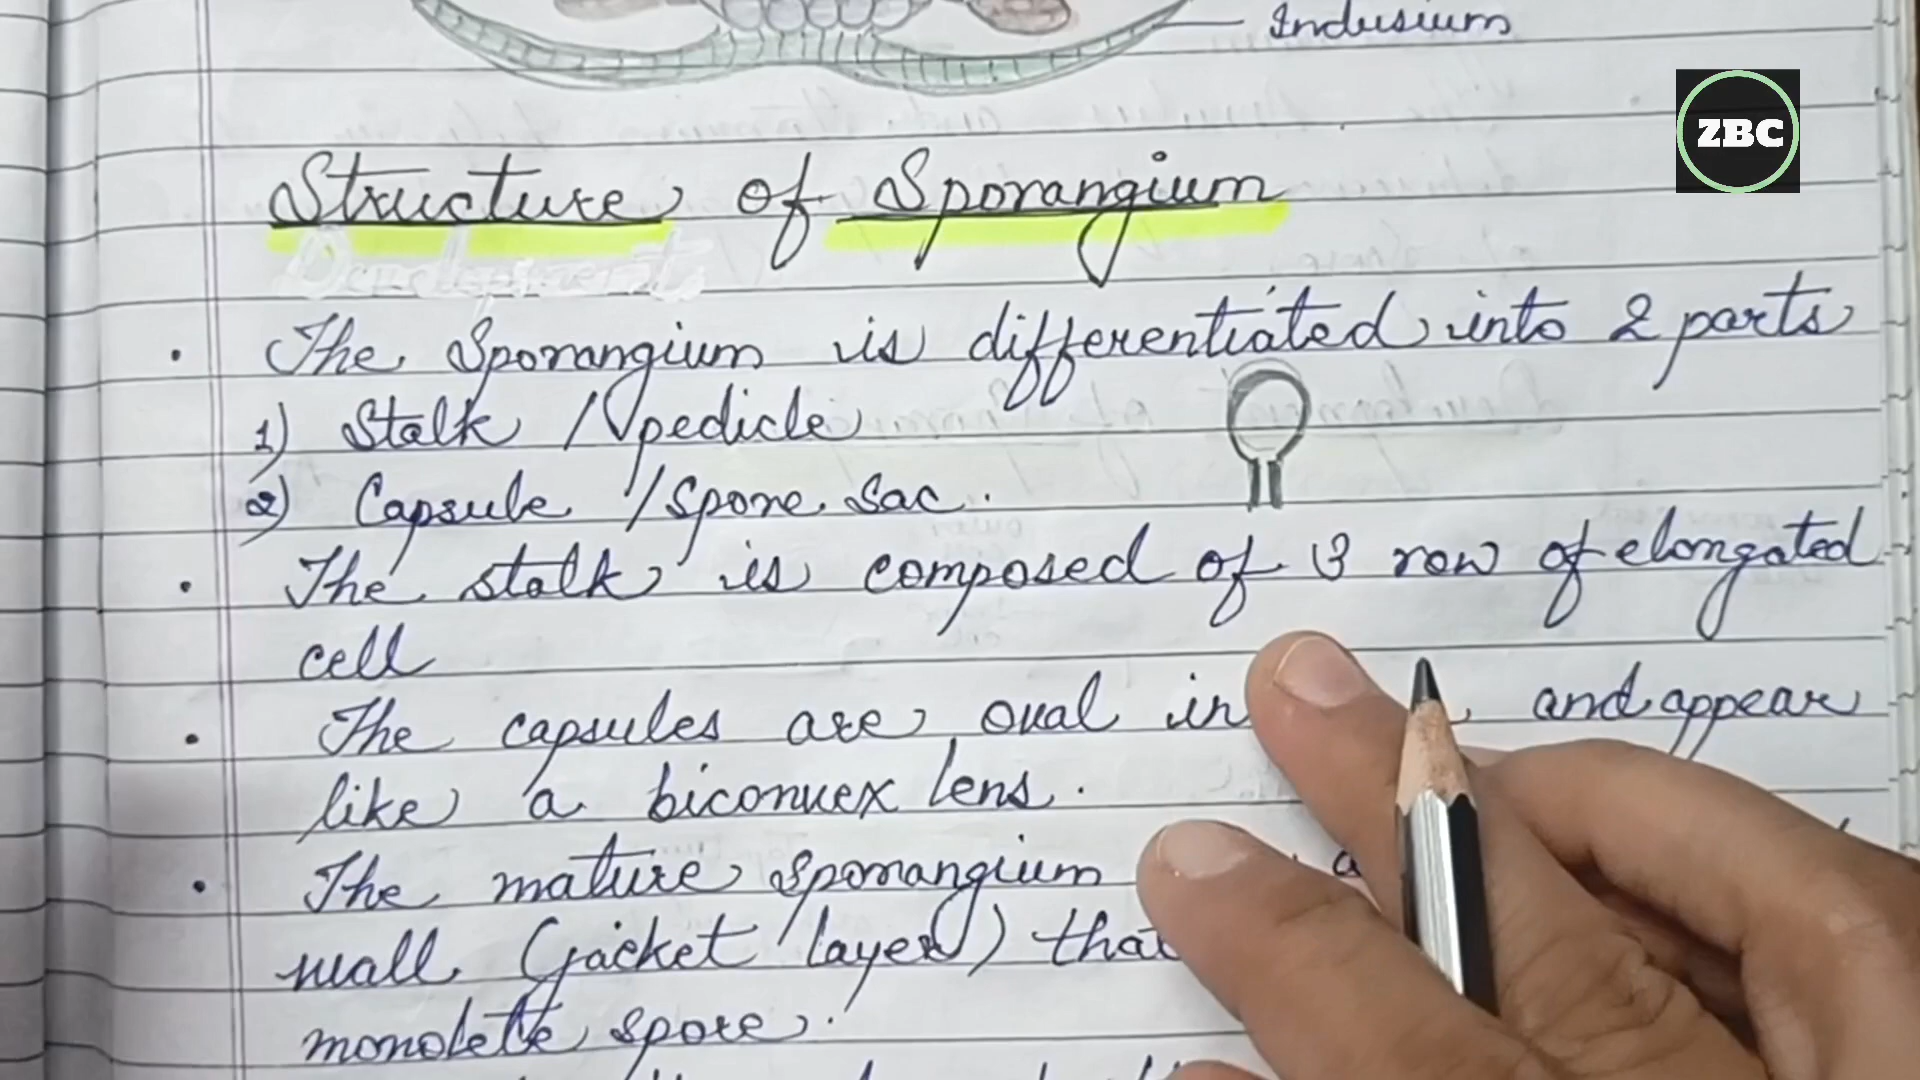 Indusium
ZBC
Structure of Sporangium
Development
• The Sporangium is differentiated into 2 parts
1) Stalk / pedicle
2) Capsule / spore sac.
• The stalk is composed of 3 row of elongated
cell
• The capsules are oval in and appear
like a biconvex lens.
• The mature sporangium
wall (jacket layer) that
monolete spore.